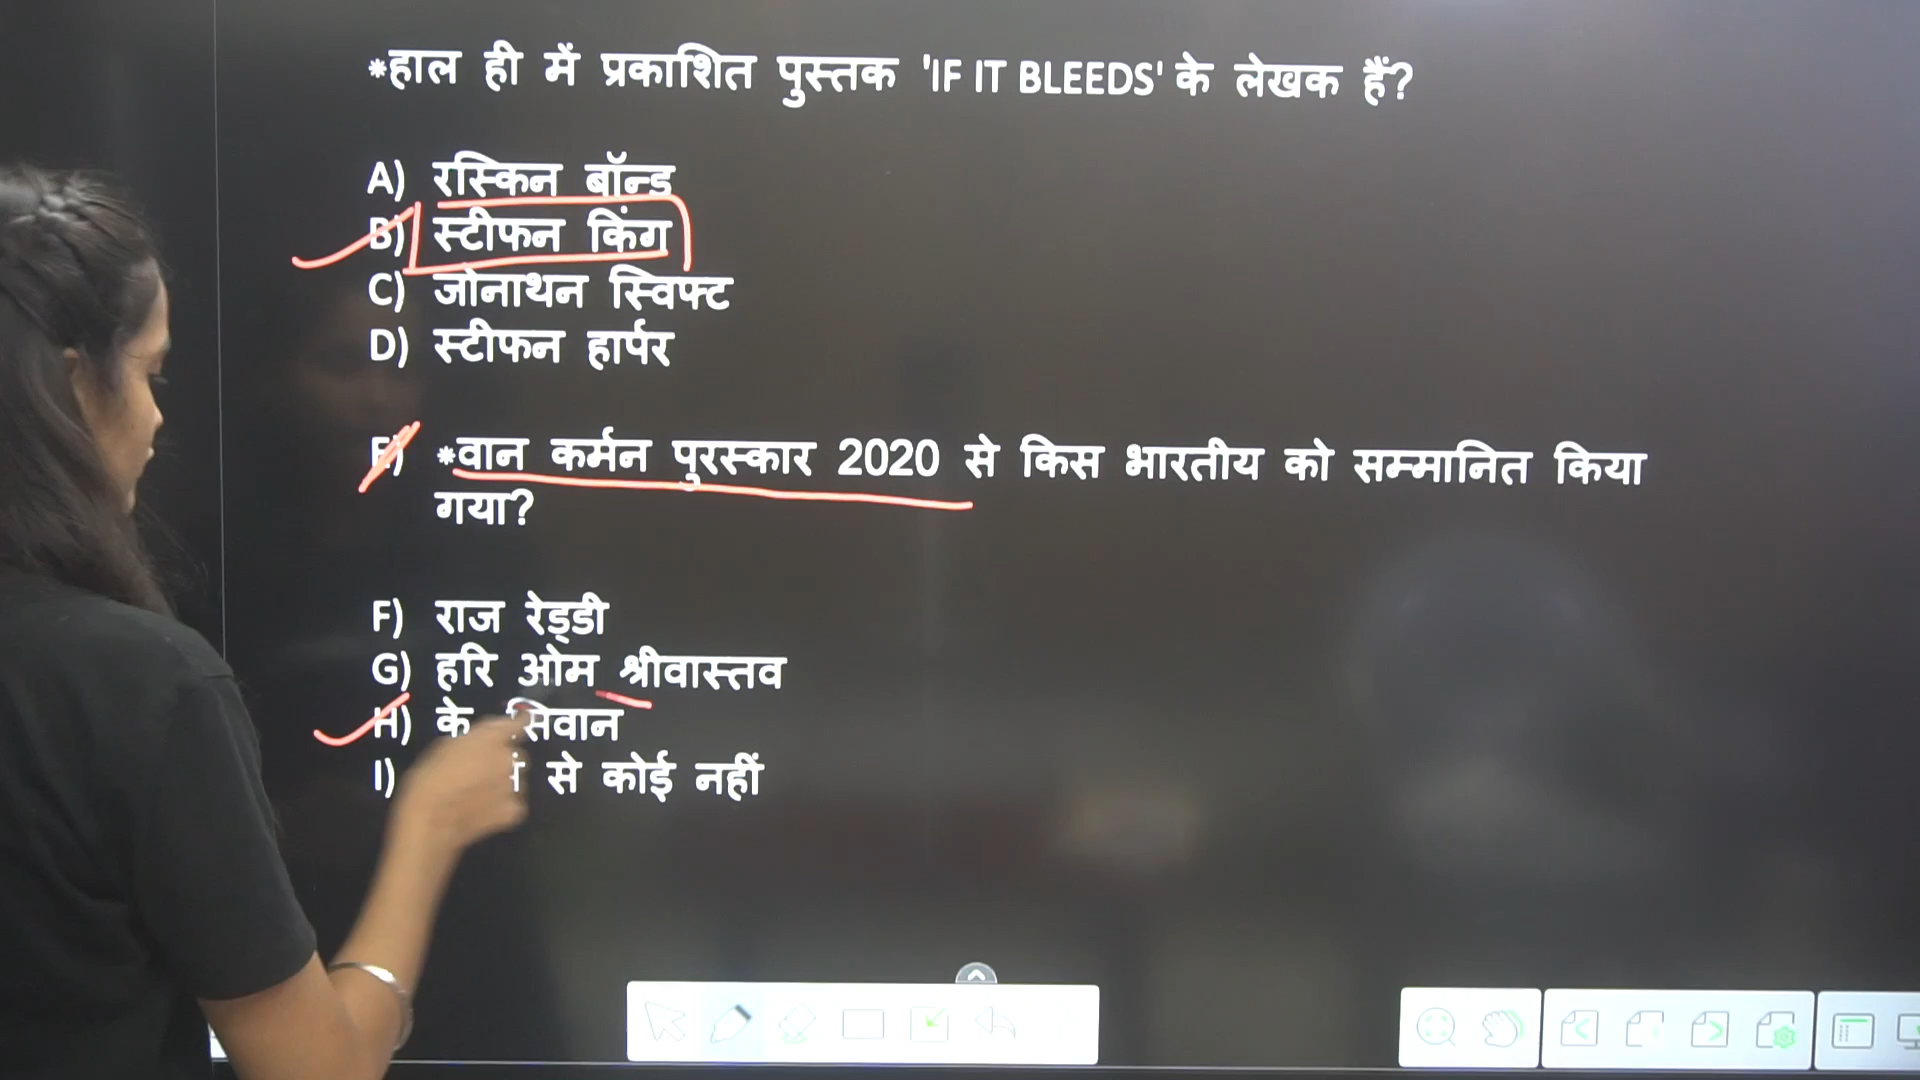 *हाल ही में प्रकाशित पुस्तक 'IF IT BLEEDS' के लेखक हैं?
A) रस्किन बॉन्ड
B) स्टीफन किंग
C) जोनाथन स्विफ्ट
D) स्टीफन हार्पर
E) *वान कर्मन पुरस्कार 2020 से किस भारतीय को सम्मानित किया
गया?
F) राज रेड्डी
G) हरि ओम श्रीवास्तव
H) के सिवान
I) से कोई नहीं